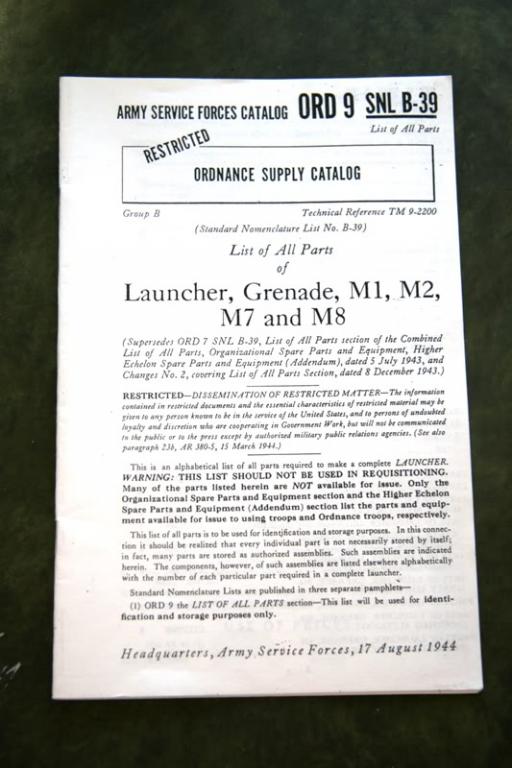 ARMY SERVICE FORCES CATALOG ORD 9 SNL B-39
List of All Parts
RESTRICTED
ORDNANCE SUPPLY CATALOG
Group B Technical Reference TM 9-2200
(Standard Nomenclature List No. B-39)
List of All Parts
of
Launcher, Grenade, M1, M2,
M7 and M8
(Supersedes ORD 7 SNL B-39, List of All Parts section of the Combined
List of All Parts, Organizational Spare Parts and Equipment, Higher
Echelon Spare Parts and Equipment (Addendum), dated 5 July 1943, and
Changes No. 2, covering List of All Parts Section, dated 8 December 1943.)
RESTRICTED—DISSEMINATION OF RESTRICTED MATTER—The information
contained in restricted documents and the essential characteristics of restricted material may be
given to any person known to be in the service of the United States, and to persons of undoubted
loyalty and discretion who are cooperating in Government Work, but will not be communicated
to the public or to the press except by authorized military public relations agencies. (See also
paragraph 23b, AR 380-5, 15 March 1944.)
This is an alphabetical list of all parts required to make a complete LAUNCHER.
WARNING: THIS LIST SHOULD NOT BE USED IN REQUISITIONING.
Many of the parts listed herein are NOT available for issue. Only the
Organizational Spare Parts and Equipment section and the Higher Echelon
Spare Parts and Equipment (Addendum) section list the parts and equip-
ment available for issue to using troops and Ordnance troops, respectively.
This list of all parts is to be used for identification and storage purposes. In this connec-
tion it should be realized that every individual part is not necessarily stored by itself;
in fact, many parts are stored as authorized assemblies. Such assemblies are indicated
herein. The components, however, of such assemblies are listed elsewhere alphabetically
with the number of each particular part required in a complete launcher.
Standard Nomenclature Lists are published in three separate pamphlets—
(1) ORD 9 the LIST OF ALL PARTS section—This list will be used for identi-
fication and storage purposes only.
Headquarters, Army Service Forces, 17 August 1944